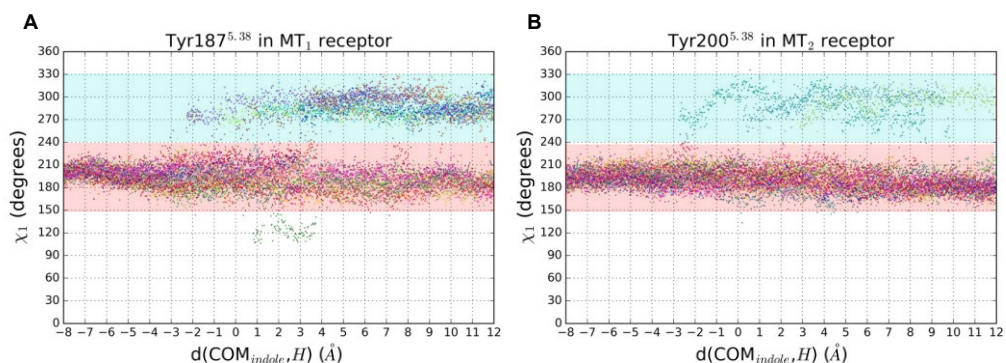 A
Tyr187^5.38 in MT_1 receptor
360
330
300
270
240
210
180
150
120
90
60
30
0
χ_1 (degrees)
−8 −7 −6 −5 −4 −3 −2 −1 0 1 2 3 4 5 6 7 8 9 10 11 12
d(COM_indole, H) (Å)
B
Tyr200^5.38 in MT_2 receptor
360
330
300
270
240
210
180
150
120
90
60
30
0
χ_1 (degrees)
−8 −7 −6 −5 −4 −3 −2 −1 0 1 2 3 4 5 6 7 8 9 10 11 12
d(COM_indole, H) (Å)